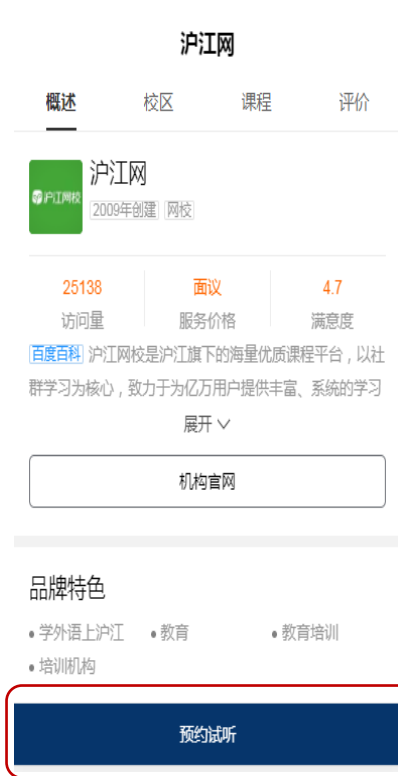 沪江网
概述 校区 课程 评价
沪江网校
沪江网
2009年创建 网校
25138 面议 4.7
访问量 服务价格 满意度
百度百科 沪江网校是沪江旗下的海量优质课程平台，以社
群学习为核心，致力于为亿万用户提供丰富、系统的学习
展开
机构官网
品牌特色
• 学外语上沪江 • 教育 • 教育培训
• 培训机构
预约试听